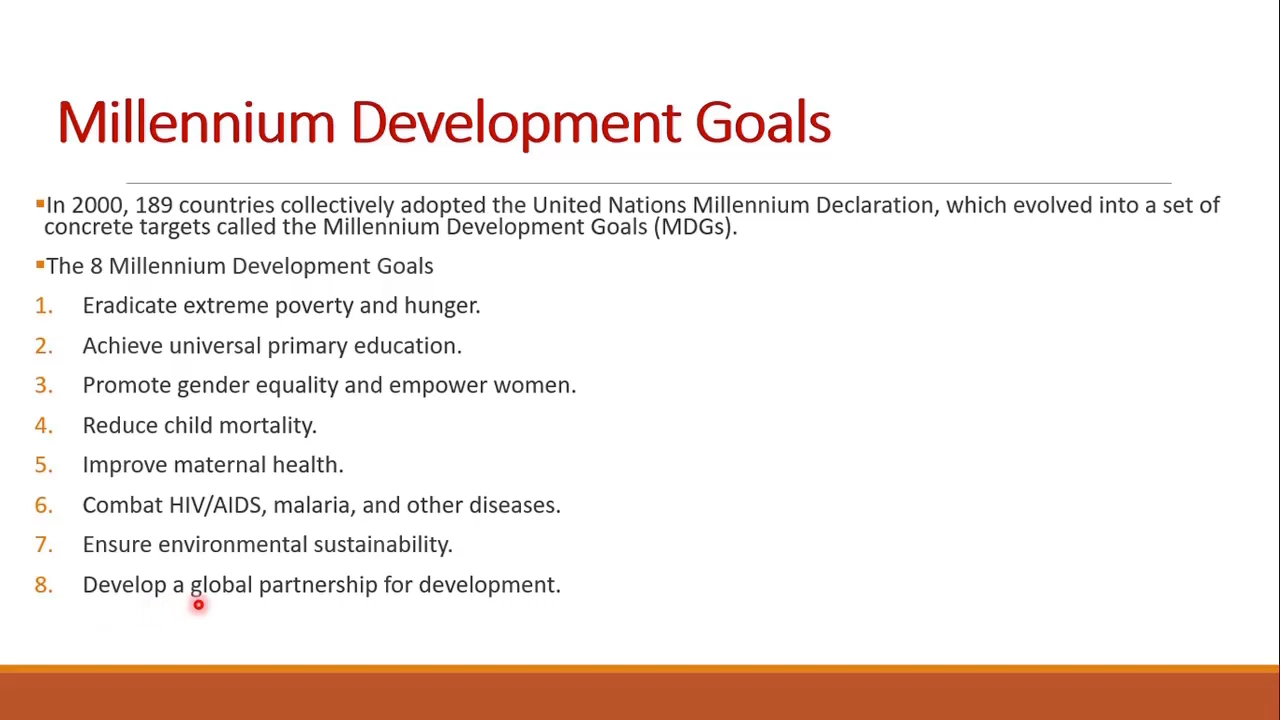 Millennium Development Goals
▪In 2000, 189 countries collectively adopted the United Nations Millennium Declaration, which evolved into a set of
concrete targets called the Millennium Development Goals (MDGs).
▪The 8 Millennium Development Goals
1. Eradicate extreme poverty and hunger.
2. Achieve universal primary education.
3. Promote gender equality and empower women.
4. Reduce child mortality.
5. Improve maternal health.
6. Combat HIV/AIDS, malaria, and other diseases.
7. Ensure environmental sustainability.
8. Develop a global partnership for development.